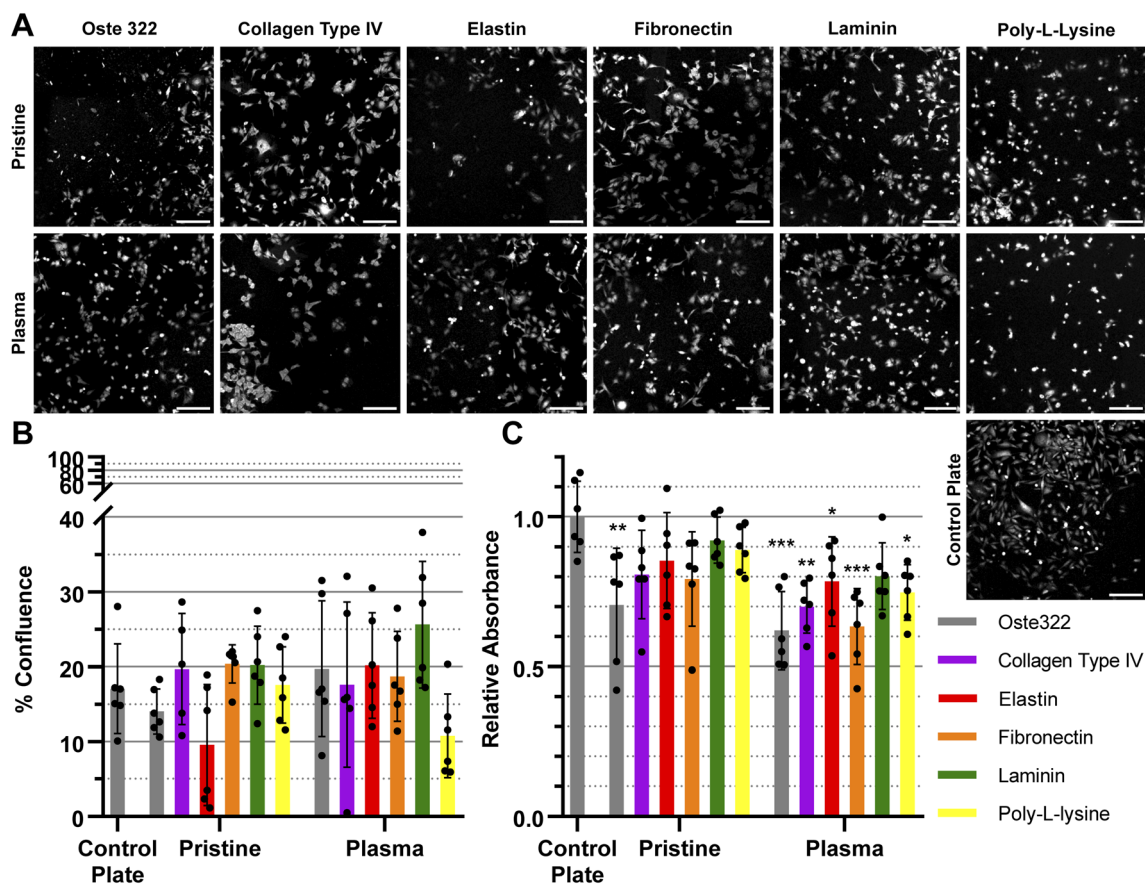 A
Oste 322
Collagen Type IV
Elastin
Fibronectin
Laminin
Poly-L-Lysine
Pristine
Plasma
Control Plate
B
% Confluence
100
80
60
40
30
20
10
0
Control
Plate
Pristine
Plasma
C
Relative Absorbance
1.0
0.5
0.0
**
***
**
*
***
*
Control
Plate
Pristine
Plasma
Oste322
Collagen Type IV
Elastin
Fibronectin
Laminin
Poly-L-lysine